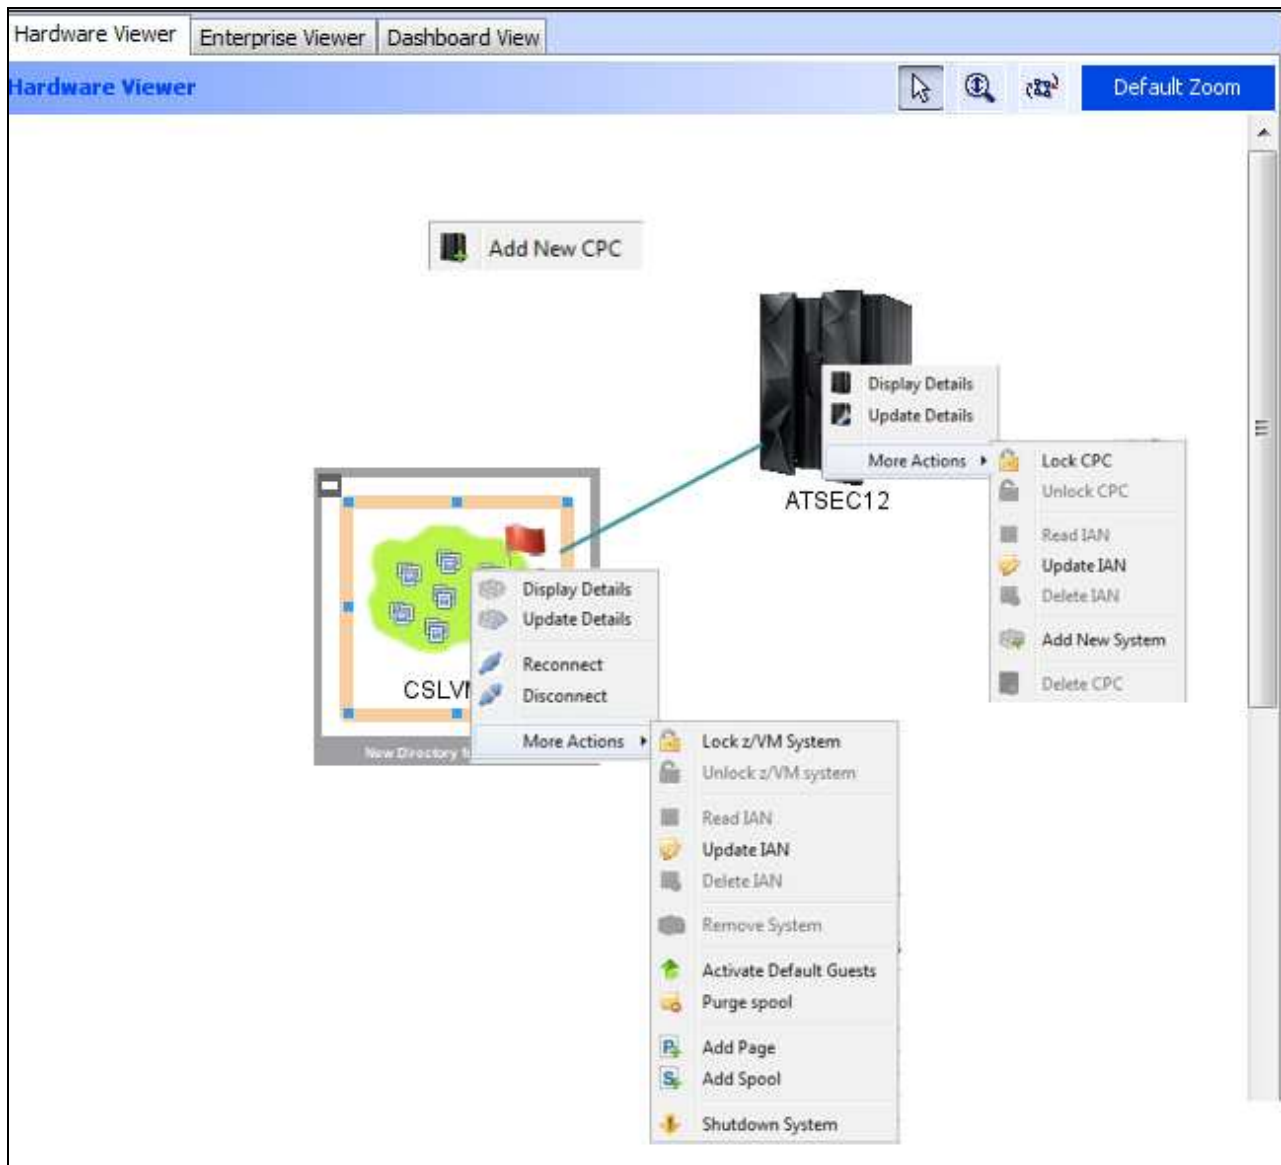 Hardware Viewer
Enterprise Viewer
Dashboard View
Hardware Viewer
Default Zoom
Add New CPC
Display Details
Update Details
More Actions
ATSEC12
Lock CPC
Unlock CPC
Read IAN
Update IAN
Delete IAN
Add New System
Delete CPC
Display Details
Update Details
Reconnect
Disconnect
More Actions
CSLV
New Directory
Lock z/VM System
Unlock z/VM system
Read IAN
Update IAN
Delete IAN
Remove System
Activate Default Guests
Purge spool
Add Page
Add Spool
Shutdown System